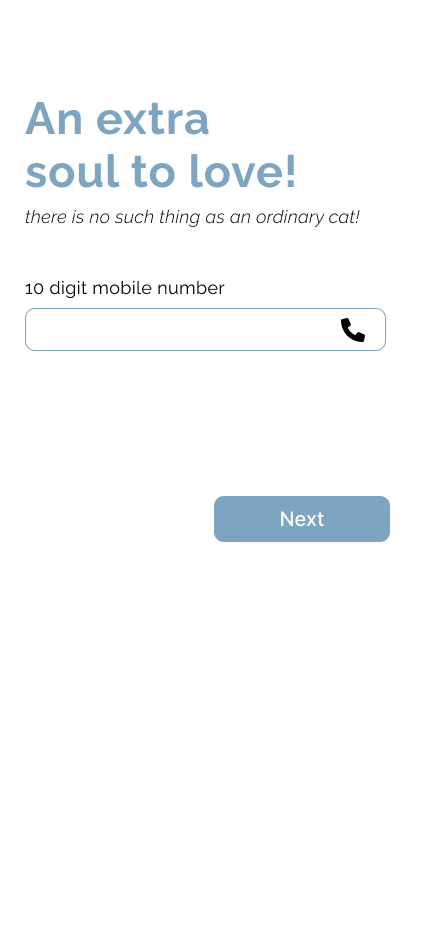 An extra
soul to love!
there is no such thing as an ordinary cat!
10 digit mobile number
Next